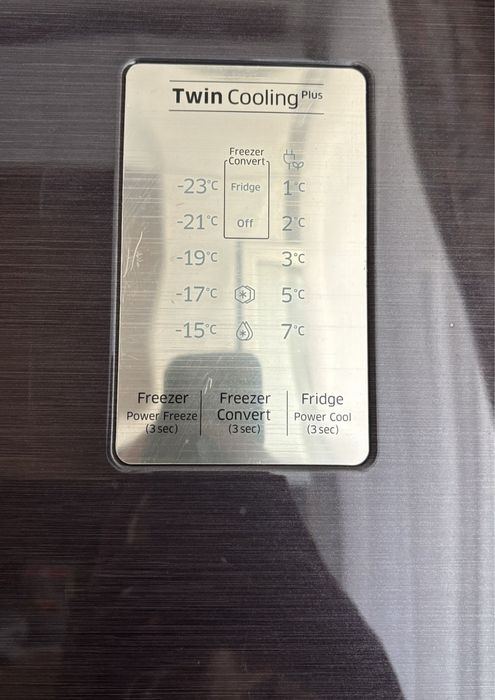 Twin Cooling Plus
Freezer
Convert
-23°C Fridge 1°C
-21°C Off 2°C
-19°C 3°C
-17°C 5°C
-15°C 7°C
Freezer Freezer Fridge
Power Freeze Convert Power Cool
(3 sec) (3 sec) (3 sec)